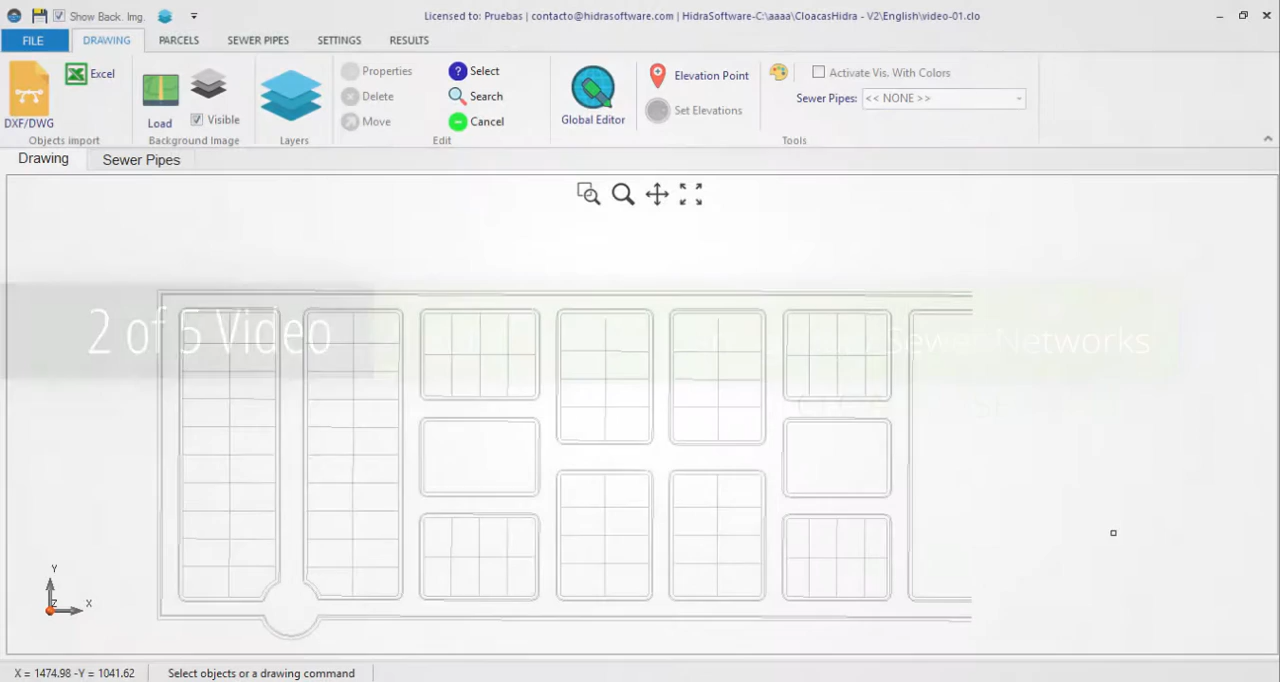 Show Back. Img.
Licensed to: Pruebas | contacto@hidrasoftware.com | HidraSoftware-C:\aaaa\CloacasHidra - V2\English\video-01.clo
FILE DRAWING PARCELS SEWER PIPES SETTINGS RESULTS
DXF/DWG
Excel
Objects import
Load
Visible
Background Image
Layers
Properties
Delete
Move
Select
Search
Cancel
Edit
Global Editor
Elevation Point
Set Elevations
Activate Vis. With Colors
Sewer Pipes: << NONE >>
Tools
Drawing Sewer Pipes
2 of 5 Video
Sewer Networks
Y
Z
X
X = 1474.98 -Y = 1041.62
Select objects or a drawing command